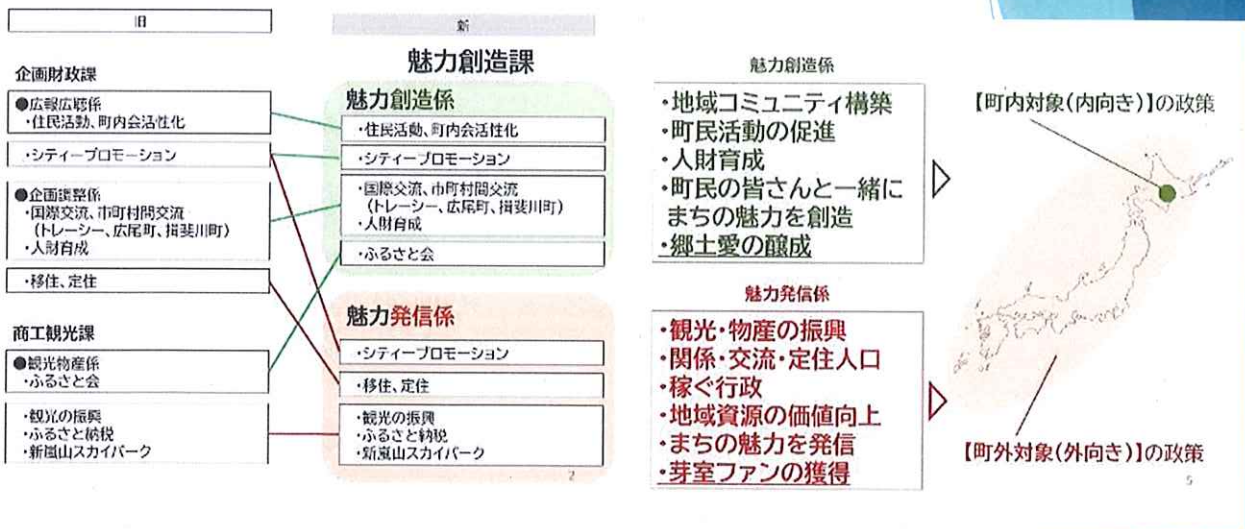 旧
新
企画財政課
●広報広聴係
・住民活動、町内会活性化
・シティープロモーション
●企画調整係
・国際交流、市町村間交流
(トレーシー、広尾町、揖斐川町)
・人財育成
・移住、定住
商工観光課
●観光物産係
・ふるさと会
・観光の振興
・ふるさと納税
・新嵐山スカイパーク
魅力創造課
魅力創造係
・住民活動、町内会活性化
・シティープロモーション
・国際交流、市町村間交流
(トレーシー、広尾町、揖斐川町)
・人財育成
・ふるさと会
魅力発信係
・シティープロモーション
・移住、定住
・観光の振興
・ふるさと納税
・新嵐山スカイパーク
2
魅力創造係
・地域コミュニティ構築
・町民活動の促進
・人財育成
・町民の皆さんと一緒に
まちの魅力を創造
・郷土愛の醸成
魅力発信係
・観光・物産の振興
・関係・交流・定住人口
・稼ぐ行政
・地域資源の価値向上
・まちの魅力を発信
・芽室ファンの獲得
【町内対象(内向き)】の政策
【町外対象(外向き)】の政策
5